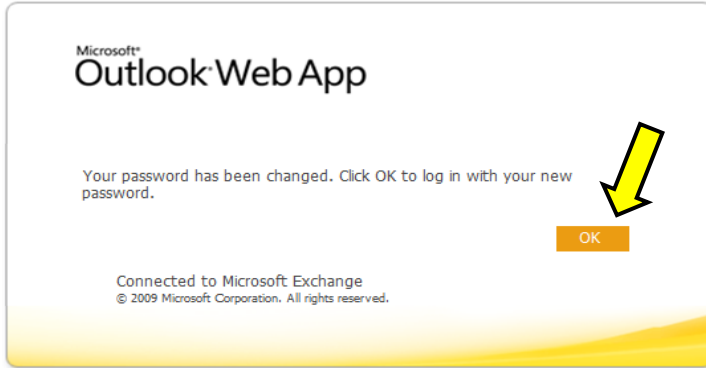 Microsoft®
Outlook Web App
Your password has been changed. Click OK to log in with your new
password.
OK
Connected to Microsoft Exchange
© 2009 Microsoft Corporation. All rights reserved.